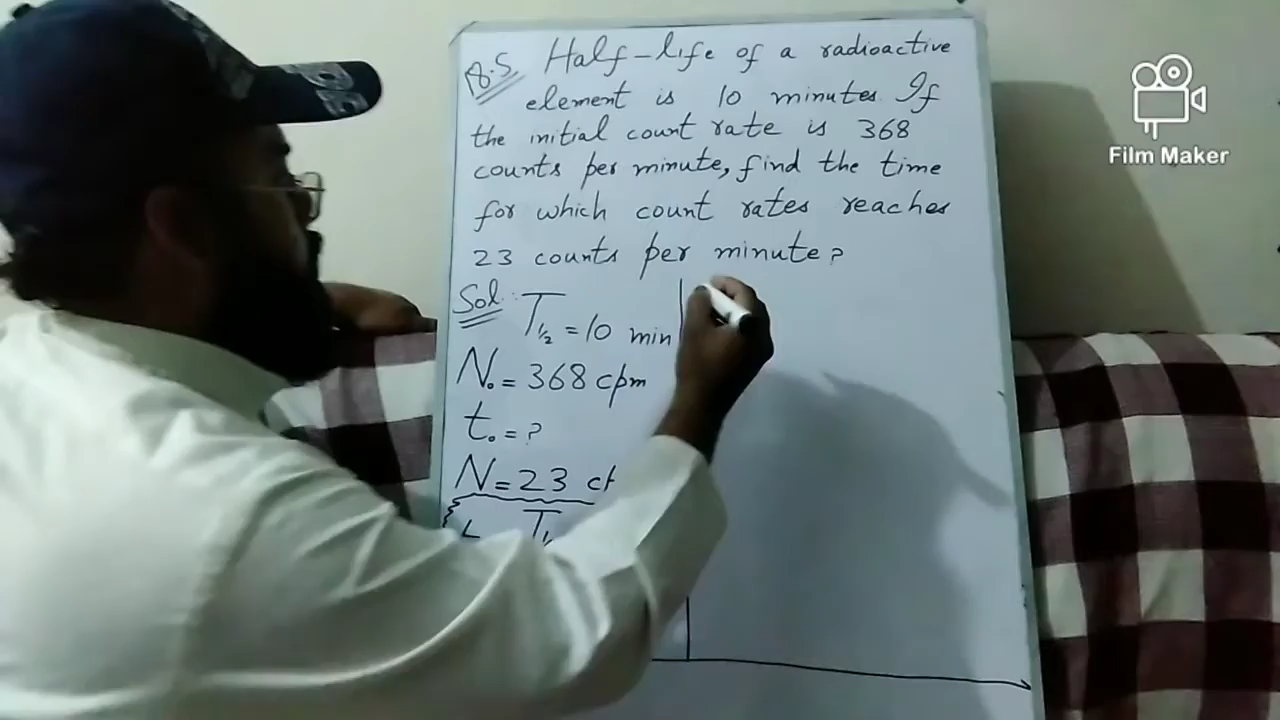 18.5 Half-life of a radioactive
element is 10 minutes. If
the initial count rate is 368
counts per minute, find the time
for which count rates reaches
23 counts per minute?
Sol: T½ = 10 min
N₀ = 368 cpm
t₀ = ?
N = 23
Film Maker